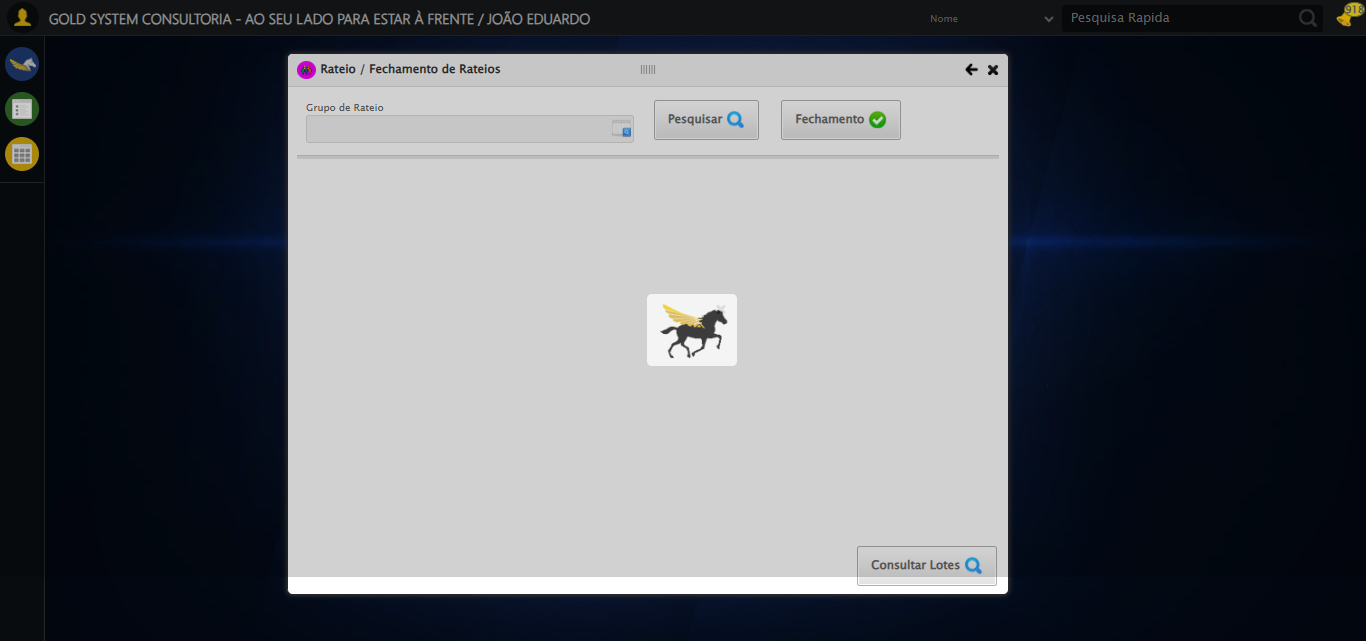 GOLD SYSTEM CONSULTORIA - AO SEU LADO PARA ESTAR À FRENTE / JOÃO EDUARDO
Nome
Pesquisa Rapida
918
Rateio / Fechamento de Rateios
Grupo de Rateio
Pesquisar
Fechamento
Consultar Lotes